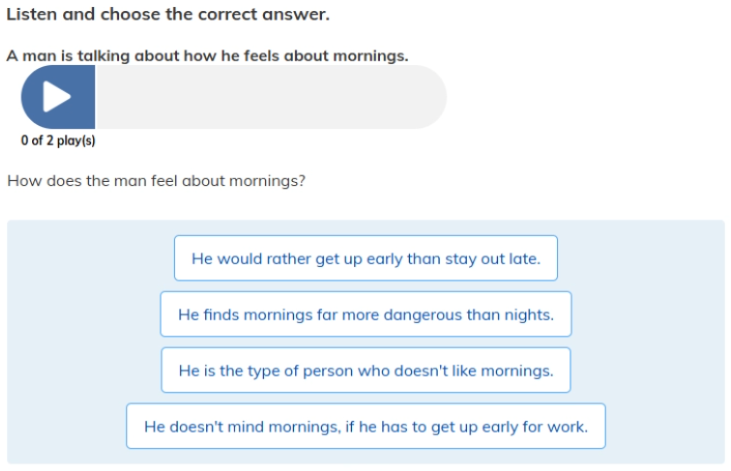 Listen and choose the correct answer.
A man is talking about how he feels about mornings.
0 of 2 play(s)
How does the man feel about mornings?
He would rather get up early than stay out late.
He finds mornings far more dangerous than nights.
He is the type of person who doesn't like mornings.
He doesn't mind mornings, if he has to get up early for work.